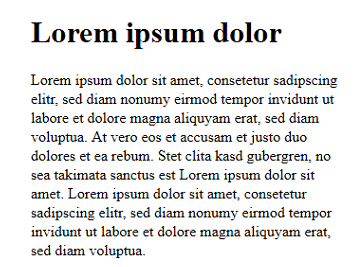 Lorem ipsum dolor
Lorem ipsum dolor sit amet, consetetur sadipscing
elitr, sed diam nonumy eirmod tempor invidunt ut
labore et dolore magna aliquyam erat, sed diam
voluptua. At vero eos et accusam et justo duo
dolores et ea rebum. Stet clita kasd gubergren, no
sea takimata sanctus est Lorem ipsum dolor sit
amet. Lorem ipsum dolor sit amet, consetetur
sadipscing elitr, sed diam nonumy eirmod tempor
invidunt ut labore et dolore magna aliquyam erat,
sed diam voluptua.